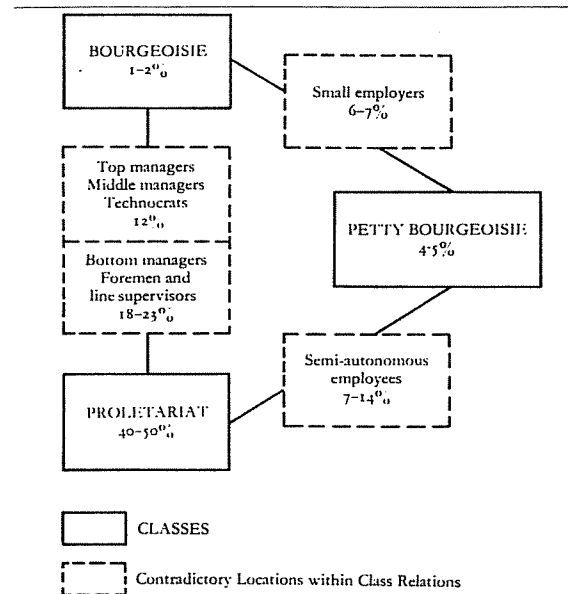 BOURGEOISIE
1–2%
Small employers
6–7%
Top managers
Middle managers
Technocrats
12%
PETTY BOURGEOISIE
4-5%
Bottom managers
Foremen and
line supervisors
18–23%
Semi-autonomous
employees
7–14%
PROLETARIAT
40–50%
CLASSES
Contradictory Locations within Class Relations